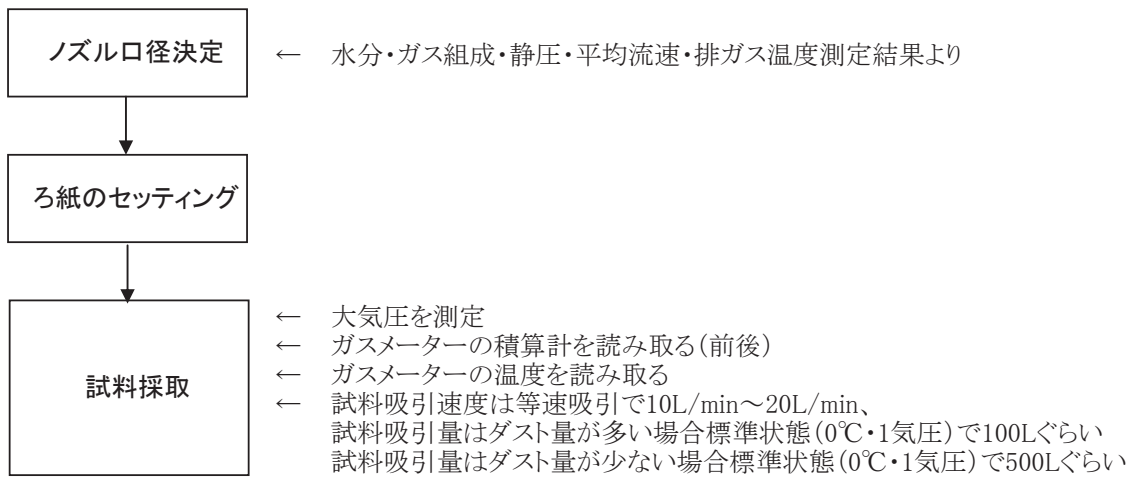 ノズル口径決定 ← 水分・ガス組成・静圧・平均流速・排ガス温度測定結果より
ろ紙のセッティング
← 大気圧を測定
← ガスメーターの積算計を読み取る(前後)
試料採取 ← ガスメーターの温度を読み取る
← 試料吸引速度は等速吸引で10L/min～20L/min、
試料吸引量はダスト量が多い場合標準状態(0℃・1気圧)で100Lぐらい
試料吸引量はダスト量が少ない場合標準状態(0℃・1気圧)で500Lぐらい